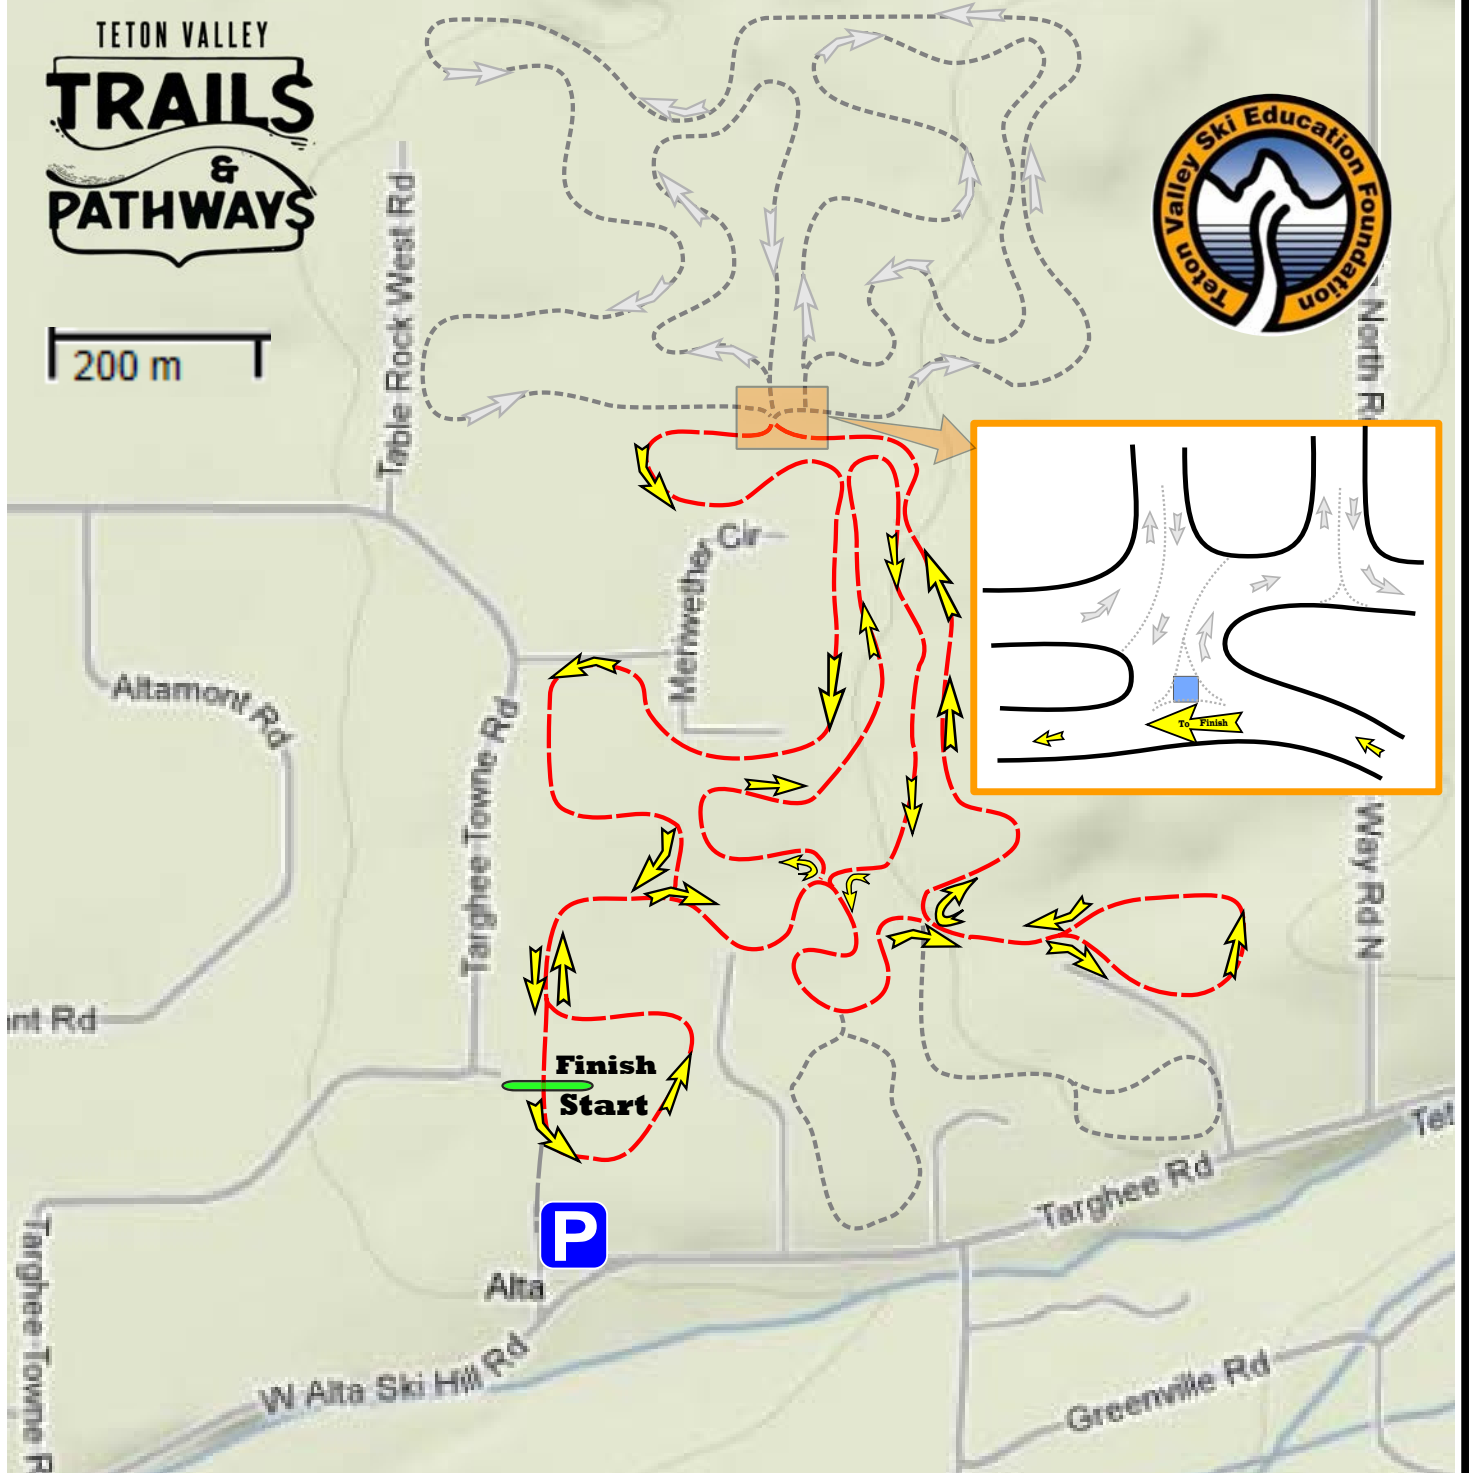 TETON VALLEY
TRAILS
&
PATHWAYS
200 m
Teton Valley Ski Education Foundation
Table Rock West Rd
North Rd
Cir
Meriwether
Altamont Rd
Targhee Towne Rd
To Finish
Way Rd N
nt Rd
Finish
Start
P
Alta
Targhee Rd
Tet
Targhee Towne R
W Alta Ski Hill Rd
Greenville Rd